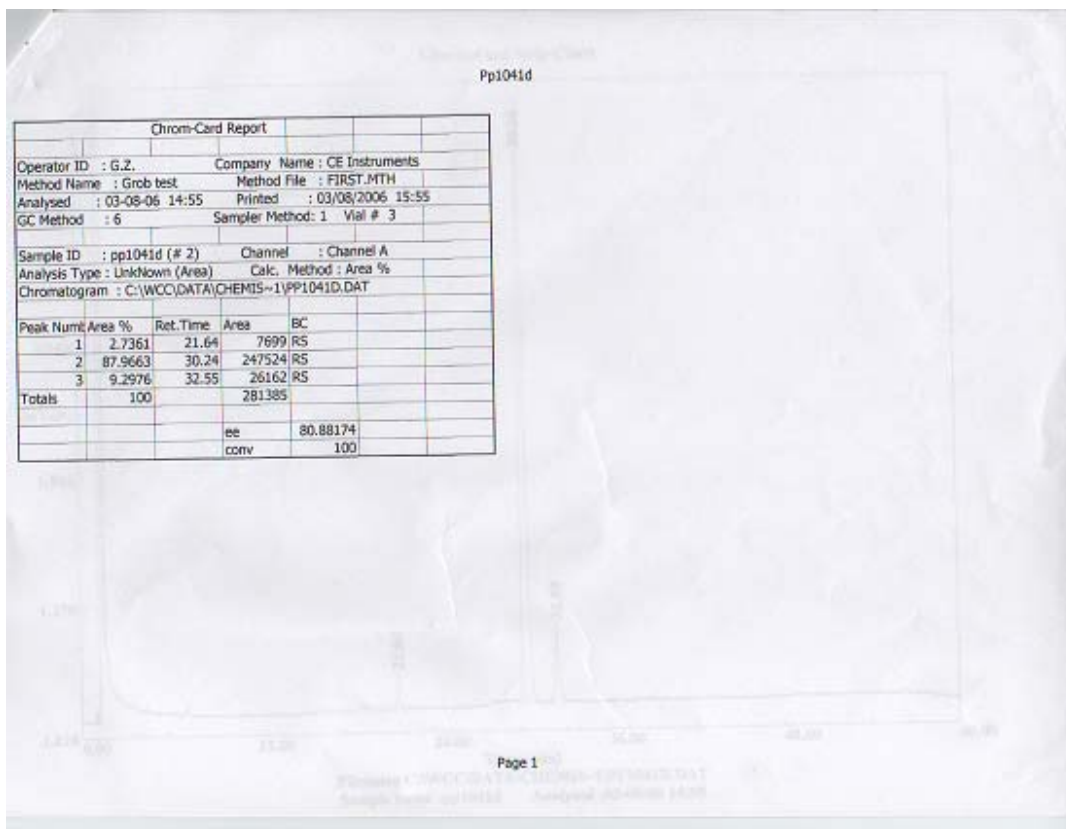 Pp1041d
Chrom-Card Report
Operator ID : G.Z. Company Name : CE Instruments
Method Name : Grob test Method File : FIRST.MTH
Analysed : 03-08-06 14:55 Printed : 03/08/2006 15:55
GC Method : 6 Sampler Method: 1 Vial # 3
Sample ID : pp1041d (# 2) Channel : Channel A
Analysis Type : UnkNown (Area) Calc. Method : Area %
Chromatogram : C:\WCC\DATA\CHEMIS~1\PP1041D.DAT
Peak Numb Area % Ret.Time Area BC
1 2.7361 21.64 7699 RS
2 87.9663 30.24 247524 RS
3 9.2976 32.55 26162 RS
Totals 100 281385
ee 80.88174
conv 100
Page 1